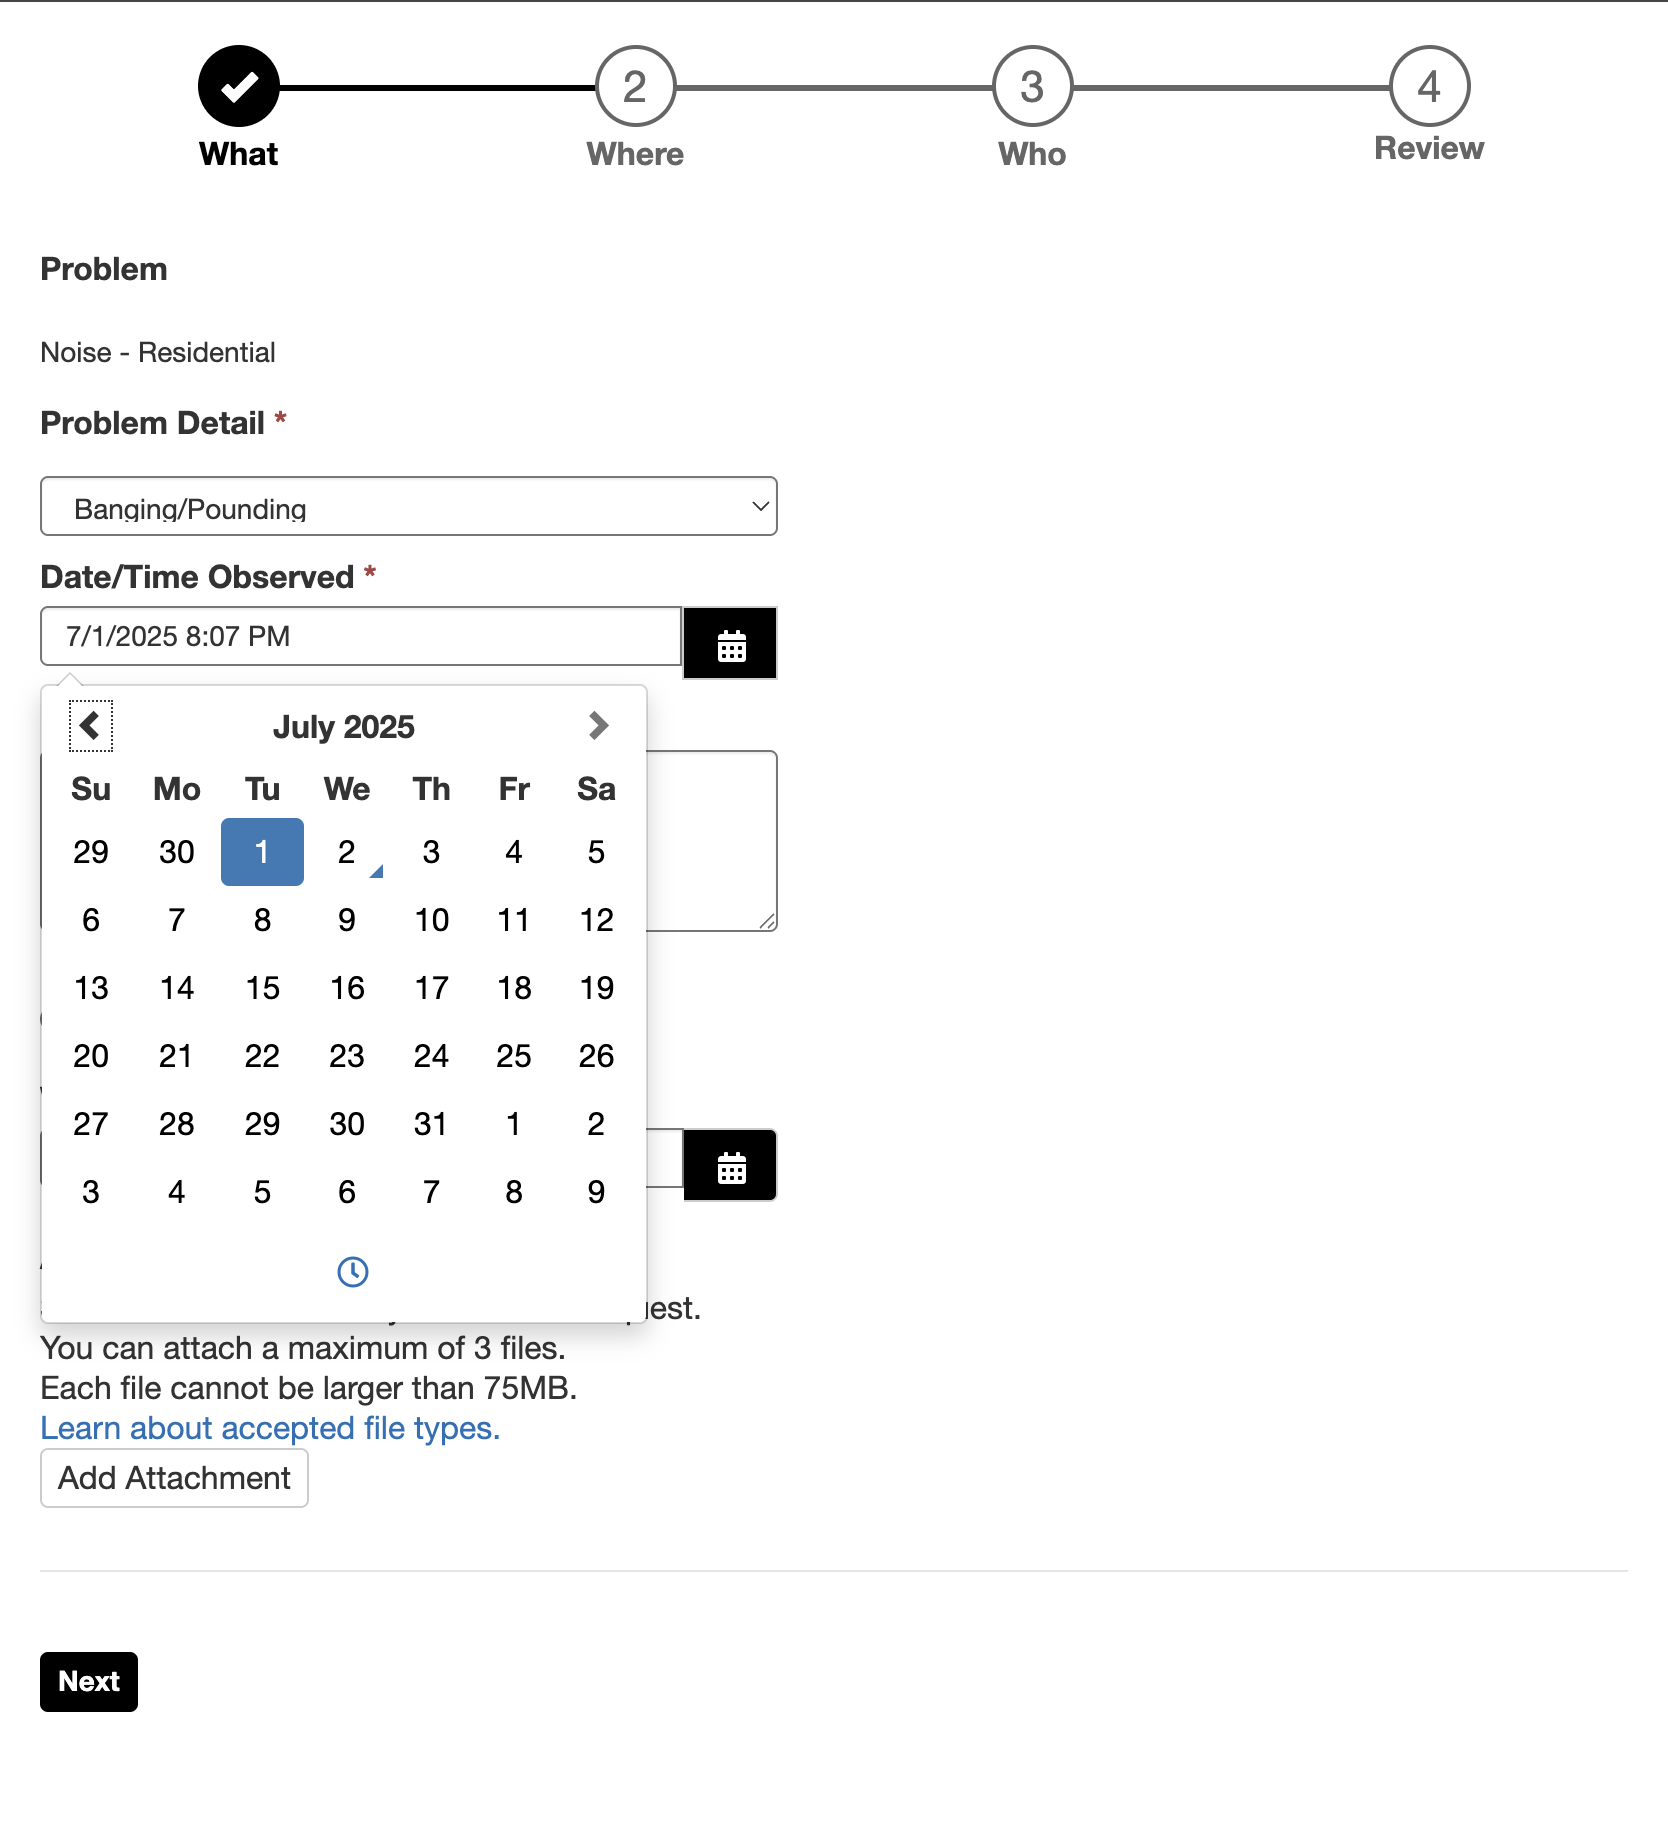 2 3 4
What Where Who Review
Problem
Noise - Residential
Problem Detail *
Banging/Pounding
Date/Time Observed *
7/1/2025 8:07 PM
July 2025
Su Mo Tu We Th Fr Sa
29 30 1 2 3 4 5
6 7 8 9 10 11 12
13 14 15 16 17 18 19
20 21 22 23 24 25 26
27 28 29 30 31 1 2
3 4 5 6 7 8 9
You can attach a maximum of 3 files.
Each file cannot be larger than 75MB.
Learn about accepted file types.
Add Attachment
Next